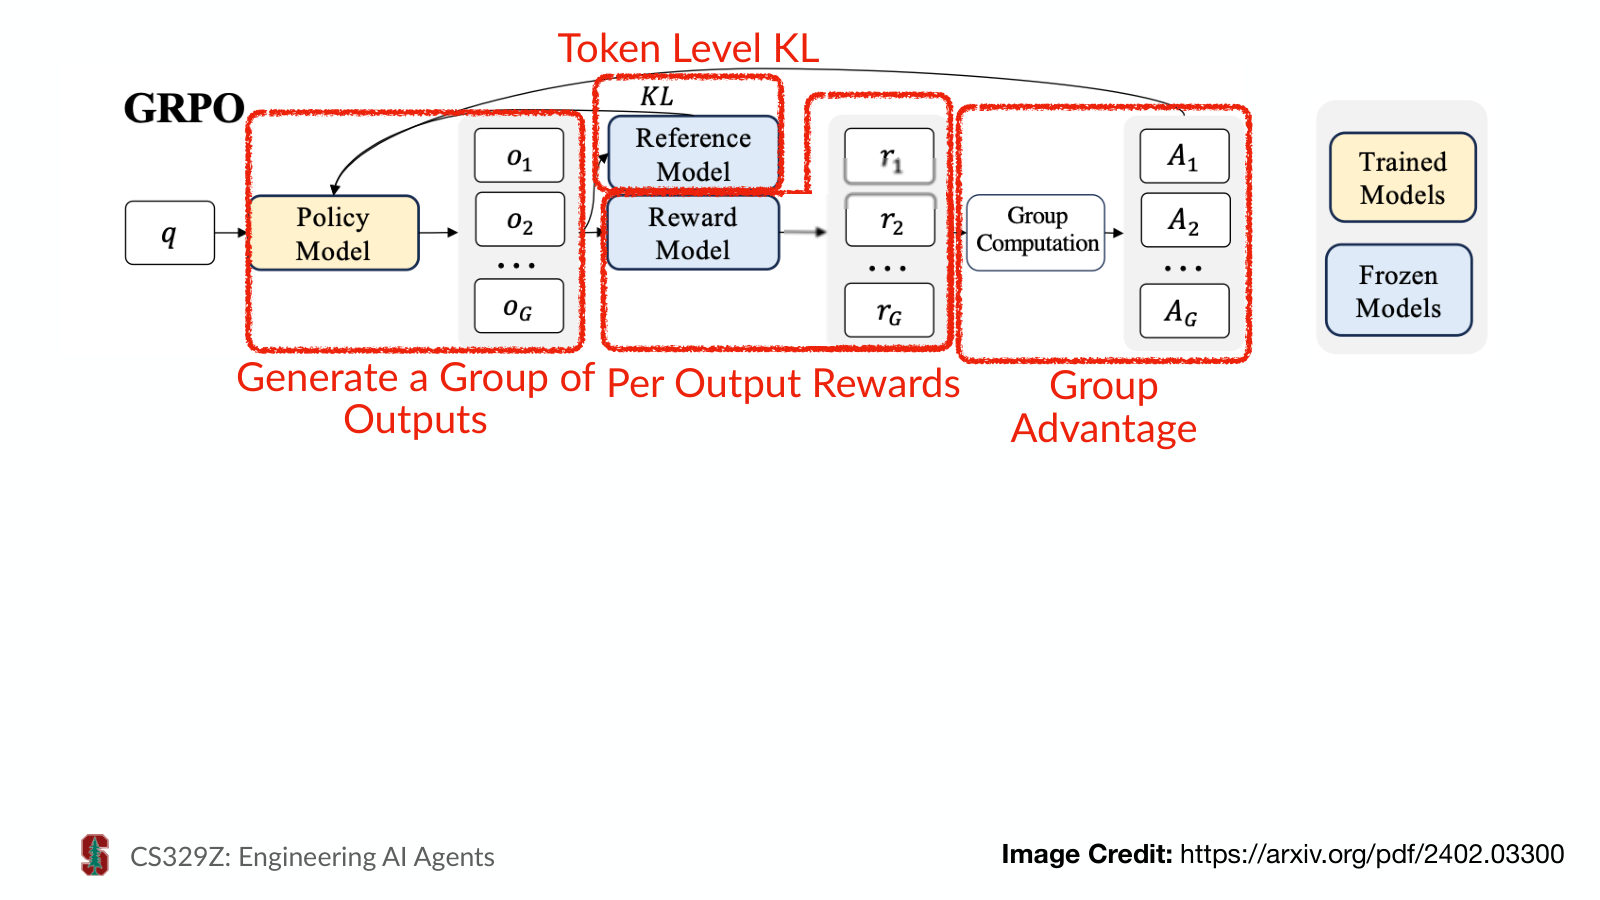 Token Level KL
GRPO
KL
q
Policy
Model
o1
o2
...
oG
Reference
Model
Reward
Model
r1
r2
...
rG
Group
Computation
A1
A2
...
AG
Trained
Models
Frozen
Models
Generate a Group of
Outputs
Per Output Rewards
Group
Advantage
CS329Z: Engineering AI Agents
Image Credit: https://arxiv.org/pdf/2402.03300